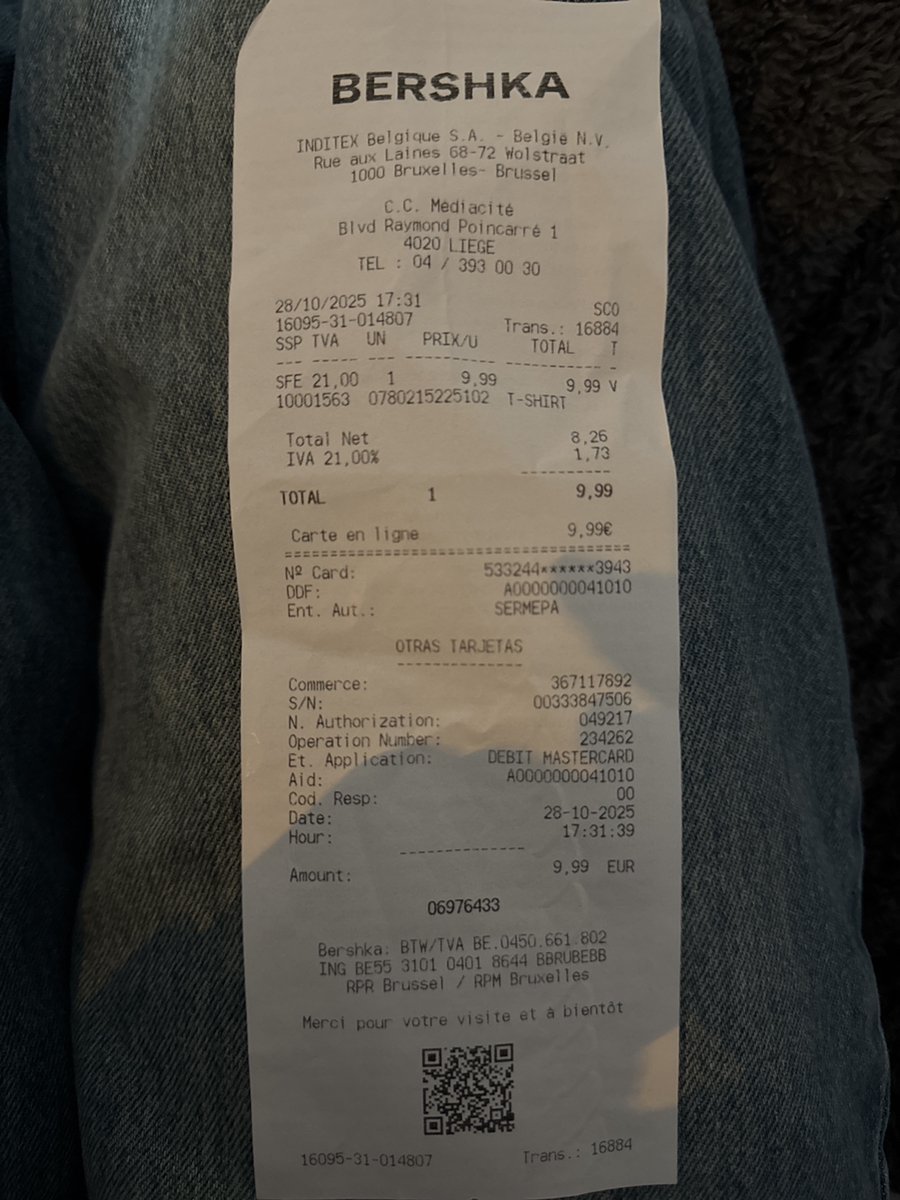 BERSHKA
INDITEX Belgique S.A. - Belgie N.V.
Rue aux Laines 68-72 Wolstraat
1000 Bruxelles- Brussel
C.C. Médiacité
Blvd Raymond Poincarré 1
4020 LIEGE
TEL : 04 / 393 00 30
28/10/2025 17:31 SCO
16095-31-014807 Trans.: 16884
SSP TVA UN PRIX/U TOTAL T
--- ----- --- ---------- ---------- -
SFE 21,00 1 9,99 9,99 V
10001563 0780215225102 T-SHIRT
Total Net 8,26
IVA 21,00% 1,73
----------
TOTAL 1 9,99
Carte en ligne 9,99€
========================================
Nº Card: 533244******3943
DDF: A0000000041010
Ent. Aut.: SERMEPA
OTRAS TARJETAS
--------------
Commerce: 367117892
S/N: 00333847506
N. Authorization: 049217
Operation Number: 234262
Et. Application: DEBIT MASTERCARD
Aid: A0000000041010
Cod. Resp: 00
Date: 28-10-2025
Hour: 17:31:39
--------------
Amount: 9,99 EUR
06976433
Bershka: BTW/TVA BE.0450.661.802
ING BE55 3101 0401 8644 BBRUBEBB
RPR Brussel / RPM Bruxelles
Merci pour votre visite et à bientôt
16095-31-014807 Trans.: 16884